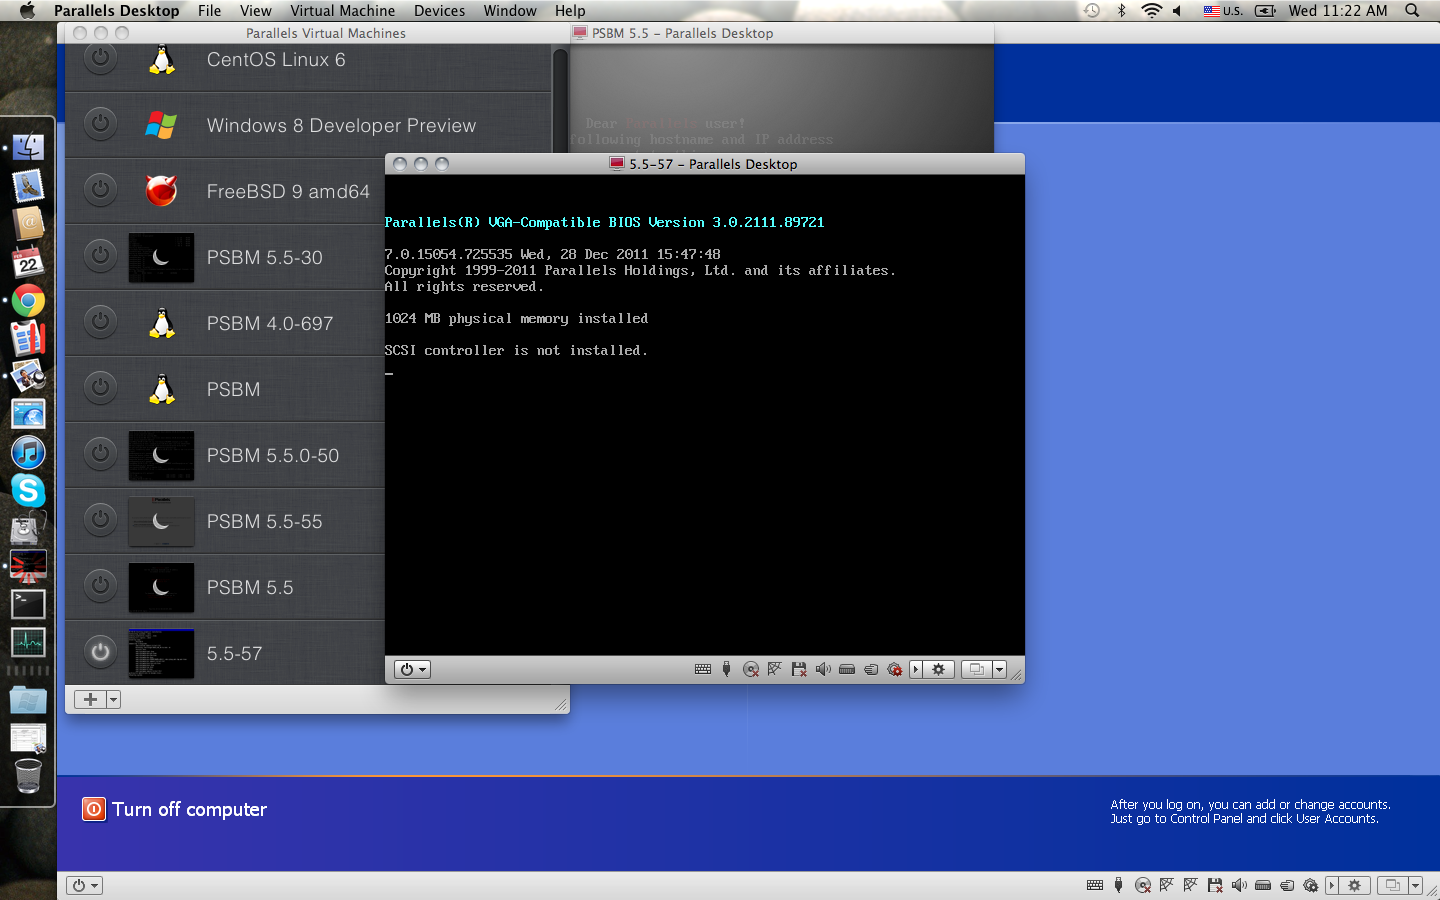 Parallels Desktop File View Virtual Machine Devices Window Help U.S. Wed 11:22 AM
Parallels Virtual Machines
PSBM 5.5 - Parallels Desktop
CentOS Linux 6
Windows 8 Developer Preview
FreeBSD 9 amd64
PSBM 5.5-30
PSBM 4.0-697
PSBM
PSBM 5.5.0-50
PSBM 5.5-55
PSBM 5.5
5.5-57
Dear Parallels user!
following hostname and IP address
5.5-57 - Parallels Desktop
Parallels(R) VGA-Compatible BIOS Version 3.0.2111.89721
7.0.15054.725535 Wed, 28 Dec 2011 15:47:48
Copyright 1999-2011 Parallels Holdings, Ltd. and its affiliates.
All rights reserved.
1024 MB physical memory installed
SCSI controller is not installed.
FEB
22
Turn off computer
After you log on, you can add or change accounts.
Just go to Control Panel and click User Accounts.